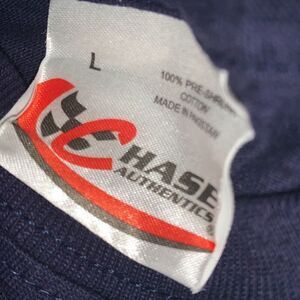 L
100% PRE-SHRUNK
COTTON
MADE IN PAKISTAN
CHASE
AUTHENTICS®